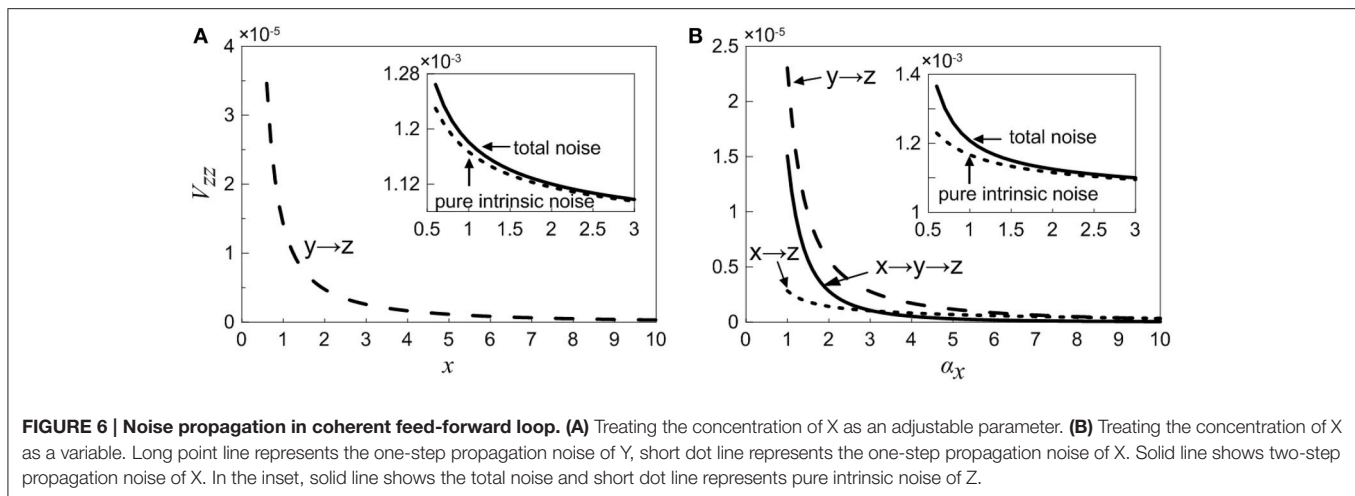 A
×10⁻⁵
4
3
2
1
0
V_zz
0 1 2 3 4 5 6 7 8 9 10
x
y→z
×10⁻³
1.28
1.2
1.12
0.5 1 1.5 2 2.5 3
total noise
pure intrinsic noise
B
×10⁻⁵
2.5
2
1.5
1
0.5
0
0 1 2 3 4 5 6 7 8 9 10
α_x
y→z
x→z
x→y→z
×10⁻³
1.4
1.2
1
0.5 1 1.5 2 2.5 3
total noise
pure intrinsic noise
FIGURE 6 | Noise propagation in coherent feed-forward loop. (A) Treating the concentration of X as an adjustable parameter. (B) Treating the concentration of X
as a variable. Long point line represents the one-step propagation noise of Y, short dot line represents the one-step propagation noise of X. Solid line shows two-step
propagation noise of X. In the inset, solid line shows the total noise and short dot line represents pure intrinsic noise of Z.